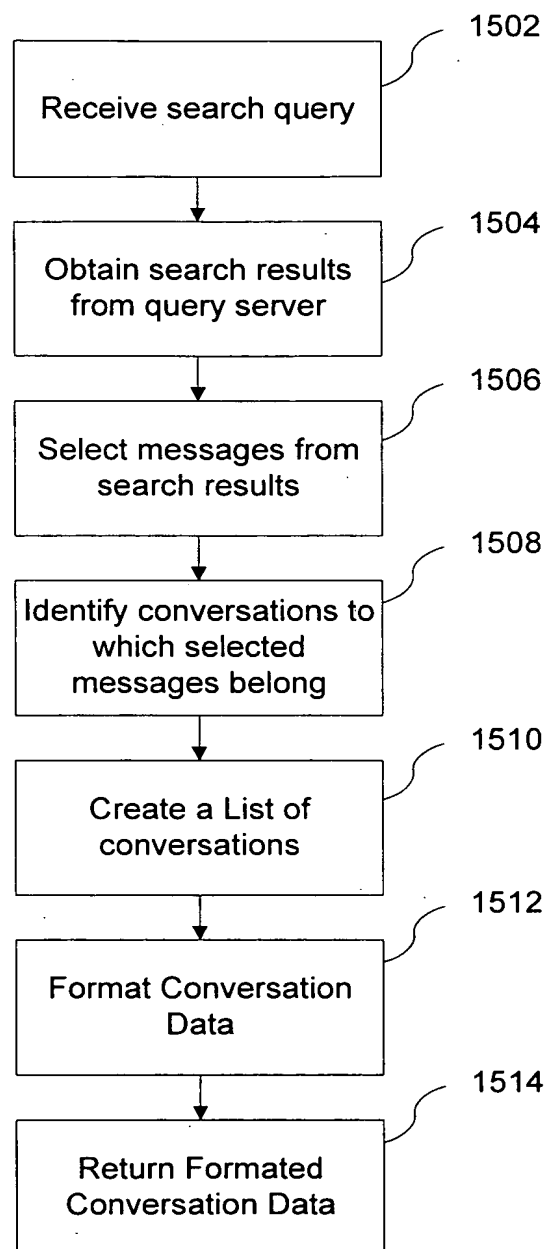 1502
Receive search query
1504
Obtain search results
from query server
1506
Select messages from
search results
1508
Identify conversations to
which selected
messages belong
1510
Create a List of
conversations
1512
Format Conversation
Data
1514
Return Formated
Conversation Data